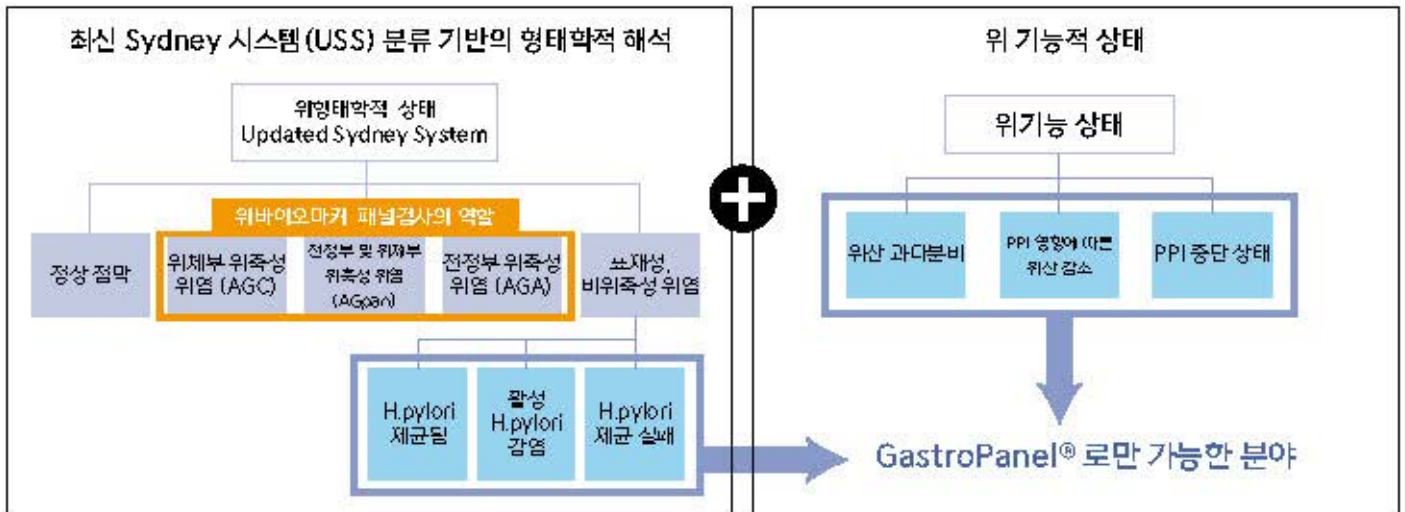 최신 Sydney 시스템(USS) 분류 기반의 형태학적 해석
위형태학적 상태
Updated Sydney System
위바이오마커 패널검사의 역할
정상 점막
위체부 위축성
위염 (AGC)
전정부 및 위체부
위축성 위염
(AGpan)
전정부 위축성
위염 (AGA)
표재성,
비위축성 위염
H.pylori
제균됨
활성
H.pylori
감염
H.pylori
제균 실패
위 기능적 상태
위기능 상태
위산 과다분비
PPI 영향에 따른
위산 감소
PPI 중단 상태
GastroPanel® 로만 가능한 분야